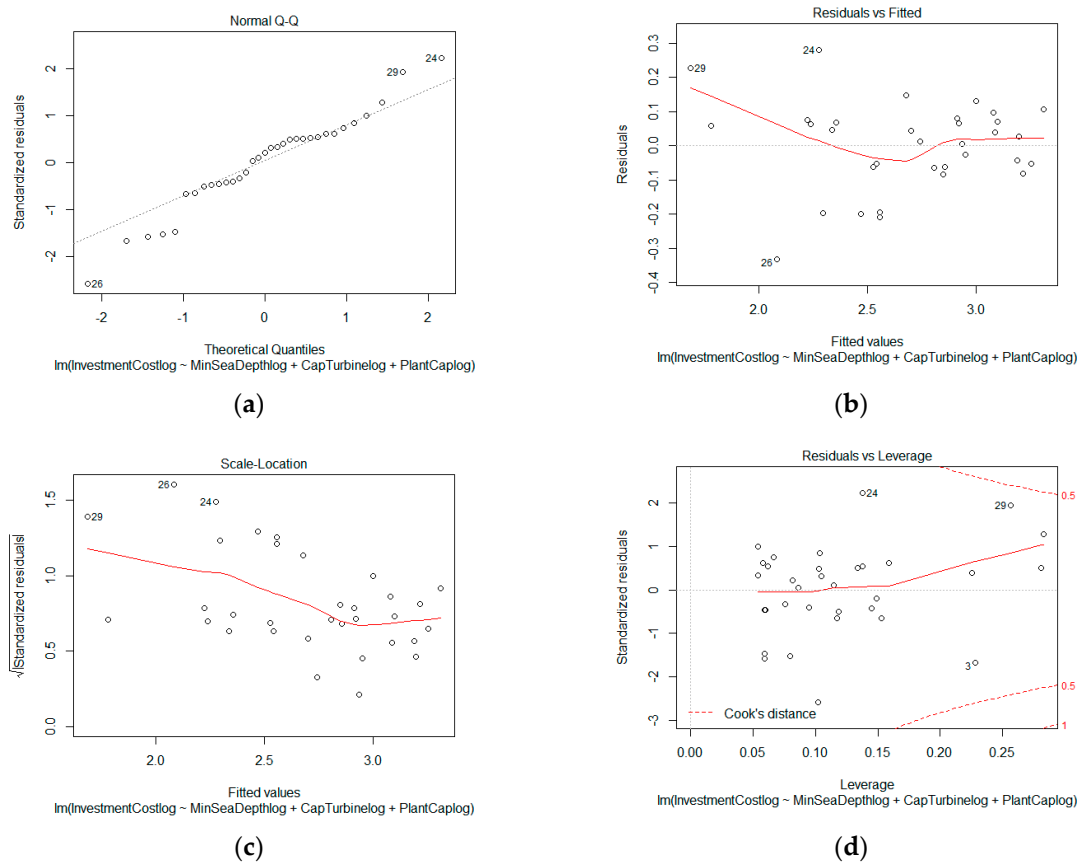 Normal Q-Q
Standardized residuals
2
1
0
-1
-2
24
29
26
-2
-1
0
1
2
Theoretical Quantiles
lm(InvestmentCostlog ~ MinSeaDepthlog + CapTurbinelog + PlantCaplog)
(a)
Residuals vs Fitted
Residuals
0.3
0.2
0.1
0.0
-0.1
-0.2
-0.3
-0.4
24
29
26
2.0
2.5
3.0
Fitted values
lm(InvestmentCostlog ~ MinSeaDepthlog + CapTurbinelog + PlantCaplog)
(b)
Scale-Location
√|Standardized residuals|
1.5
1.0
0.5
0.0
26
24
29
2.0
2.5
3.0
Fitted values
lm(InvestmentCostlog ~ MinSeaDepthlog + CapTurbinelog + PlantCaplog)
(c)
Residuals vs Leverage
Standardized residuals
2
1
0
-1
-2
-3
24
29
3
0.5
0.5
1
Cook's distance
0.00
0.05
0.10
0.15
0.20
0.25
Leverage
lm(InvestmentCostlog ~ MinSeaDepthlog + CapTurbinelog + PlantCaplog)
(d)